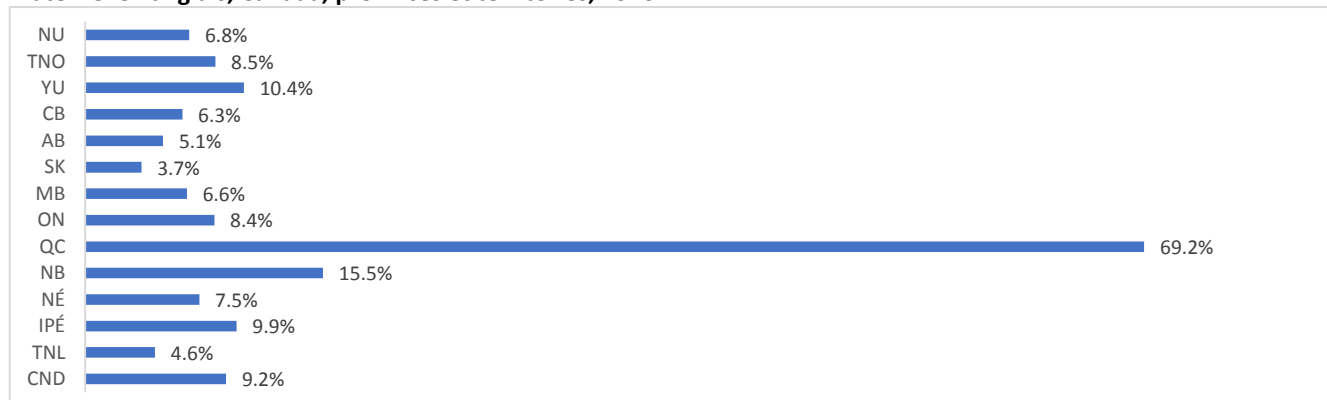 NU 6.8%
TNO 8.5%
YU 10.4%
CB 6.3%
AB 5.1%
SK 3.7%
MB 6.6%
ON 8.4%
QC 69.2%
NB 15.5%
NÉ 7.5%
IPÉ 9.9%
TNL 4.6%
CND 9.2%